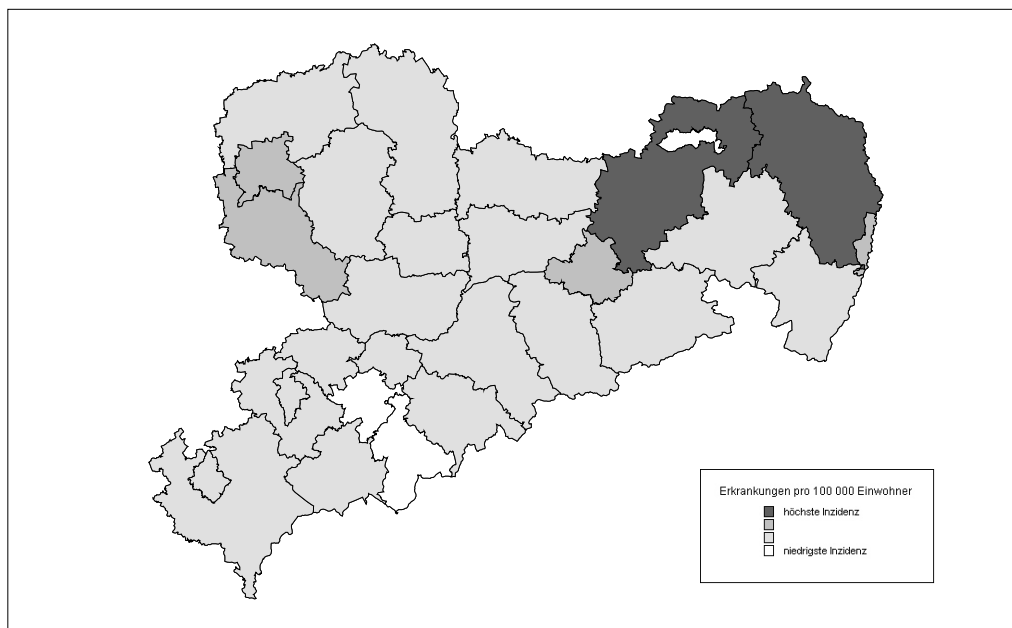 Erkrankungen pro 100 000 Einwohner
höchste Inzidenz
niedrigste Inzidenz